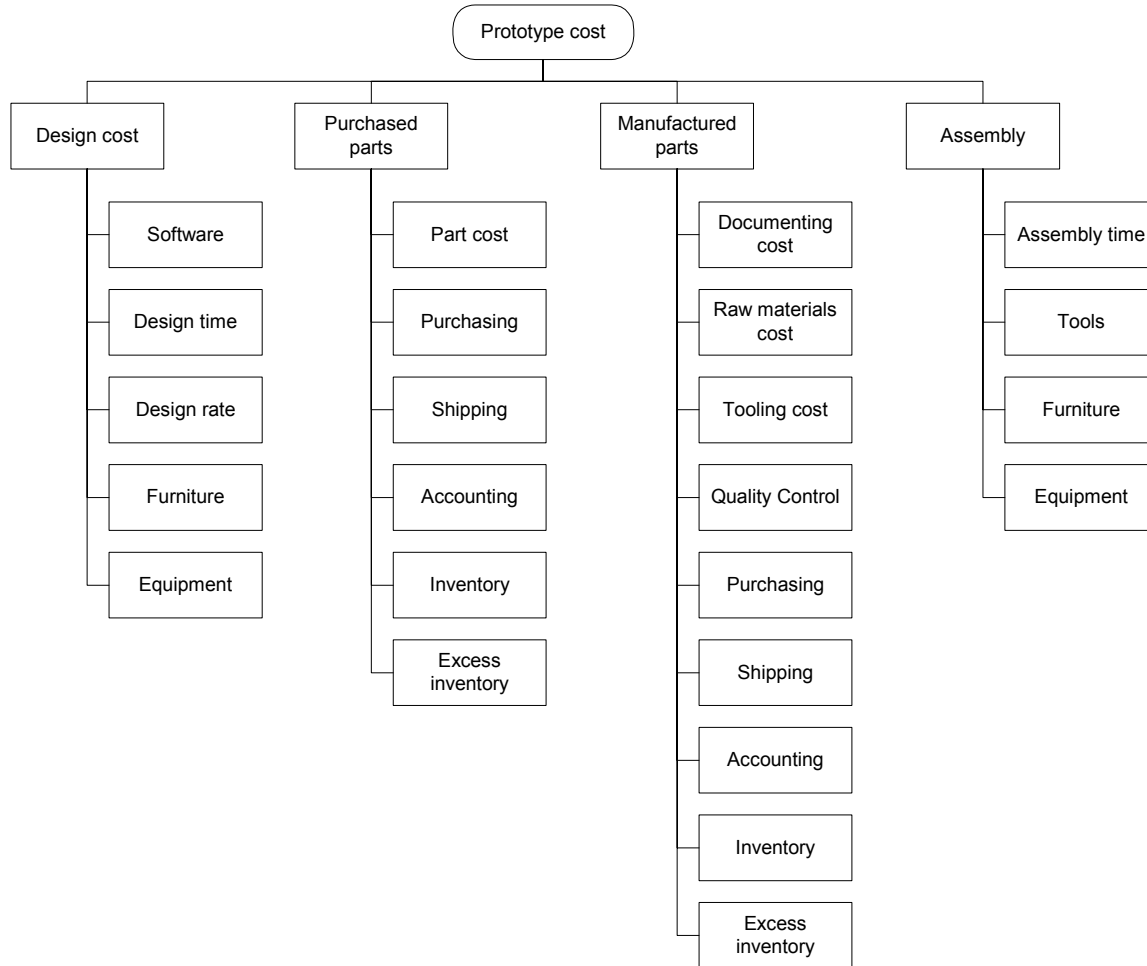 Prototype cost
Design cost
Purchased
parts
Manufactured
parts
Assembly
Software
Design time
Design rate
Furniture
Equipment
Part cost
Purchasing
Shipping
Accounting
Inventory
Excess
inventory
Documenting
cost
Raw materials
cost
Tooling cost
Quality Control
Purchasing
Shipping
Accounting
Inventory
Excess
inventory
Assembly time
Tools
Furniture
Equipment